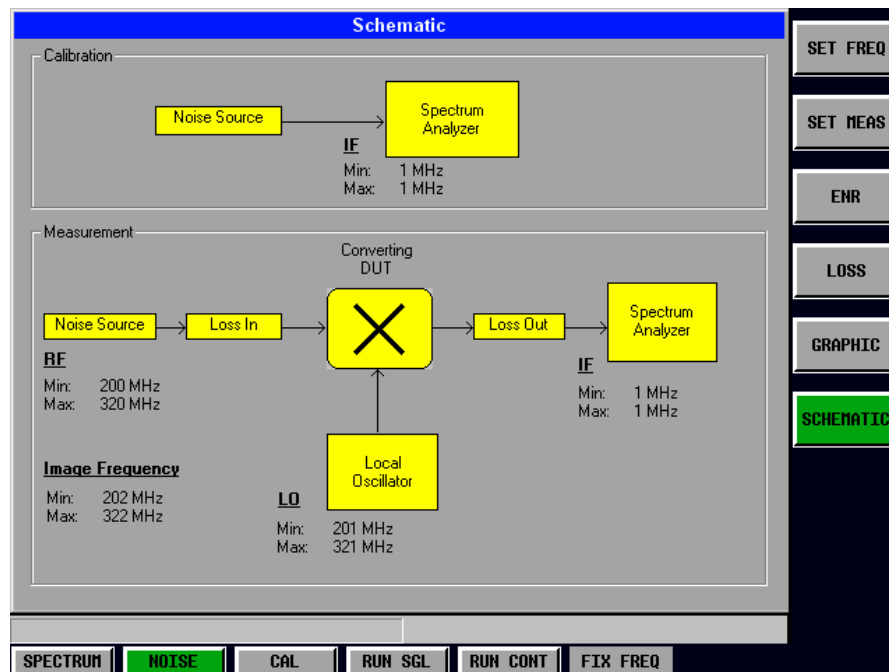 Schematic
Calibration
Noise Source
Spectrum
Analyzer
IF
Min: 1 MHz
Max: 1 MHz
Measurement
Converting
DUT
Noise Source
Loss In
Loss Out
Spectrum
Analyzer
RF
Min: 200 MHz
Max: 320 MHz
IF
Min: 1 MHz
Max: 1 MHz
Image Frequency
Min: 202 MHz
Max: 322 MHz
Local
Oscillator
LO
Min: 201 MHz
Max: 321 MHz
SET FREQ
SET MEAS
ENR
LOSS
GRAPHIC
SCHEMATIC
SPECTRUM
NOISE
CAL
RUN SGL
RUN CONT
FIX FREQ